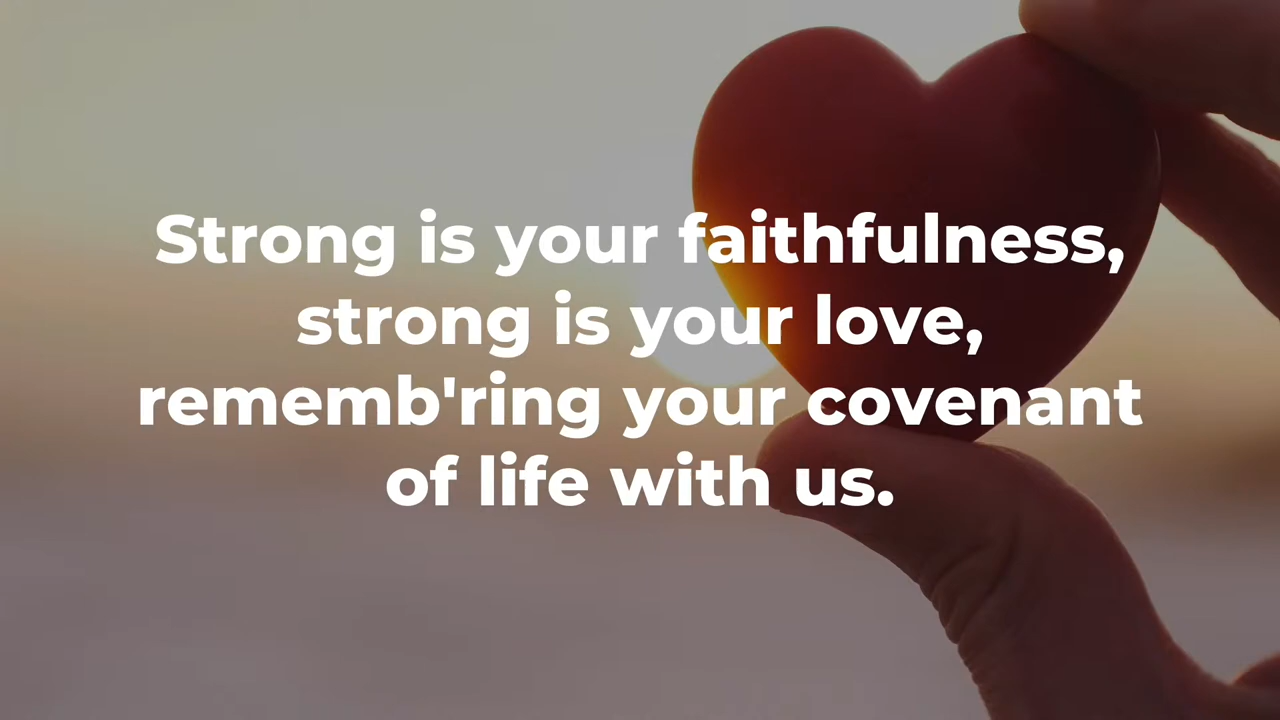 Strong is your faithfulness,
strong is your love,
rememb'ring your covenant
of life with us.